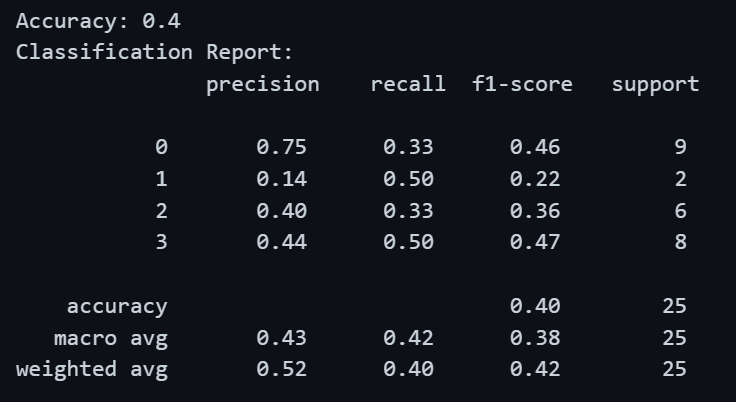 Accuracy: 0.4
Classification Report:
precision recall f1-score support
0 0.75 0.33 0.46 9
1 0.14 0.50 0.22 2
2 0.40 0.33 0.36 6
3 0.44 0.50 0.47 8
accuracy 0.40 25
macro avg 0.43 0.42 0.38 25
weighted avg 0.52 0.40 0.42 25